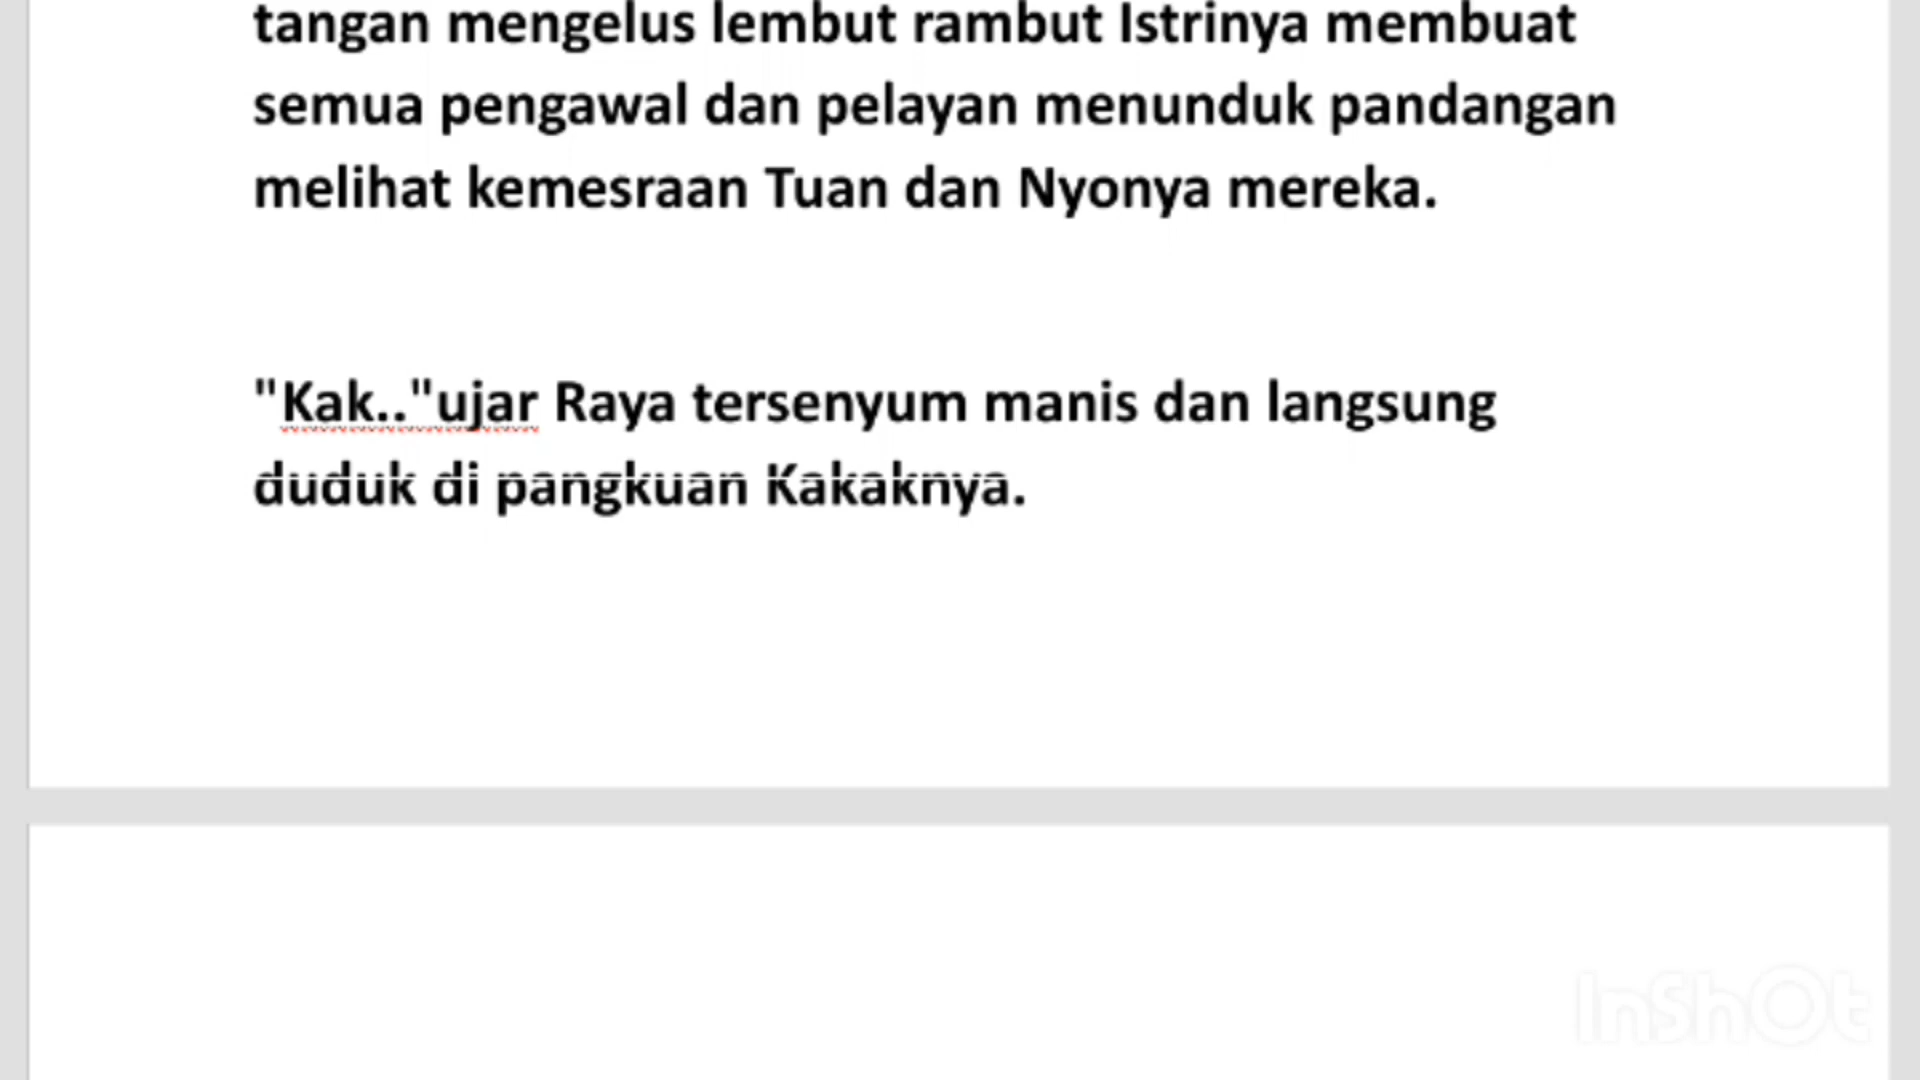 tangan mengelus lembut rambut Istrinya membuat
semua pengawal dan pelayan menunduk pandangan
melihat kemesraan Tuan dan Nyonya mereka.
"Kak.."ujar Raya tersenyum manis dan langsung
duduk di pangkuan Kakaknya.
InShOt